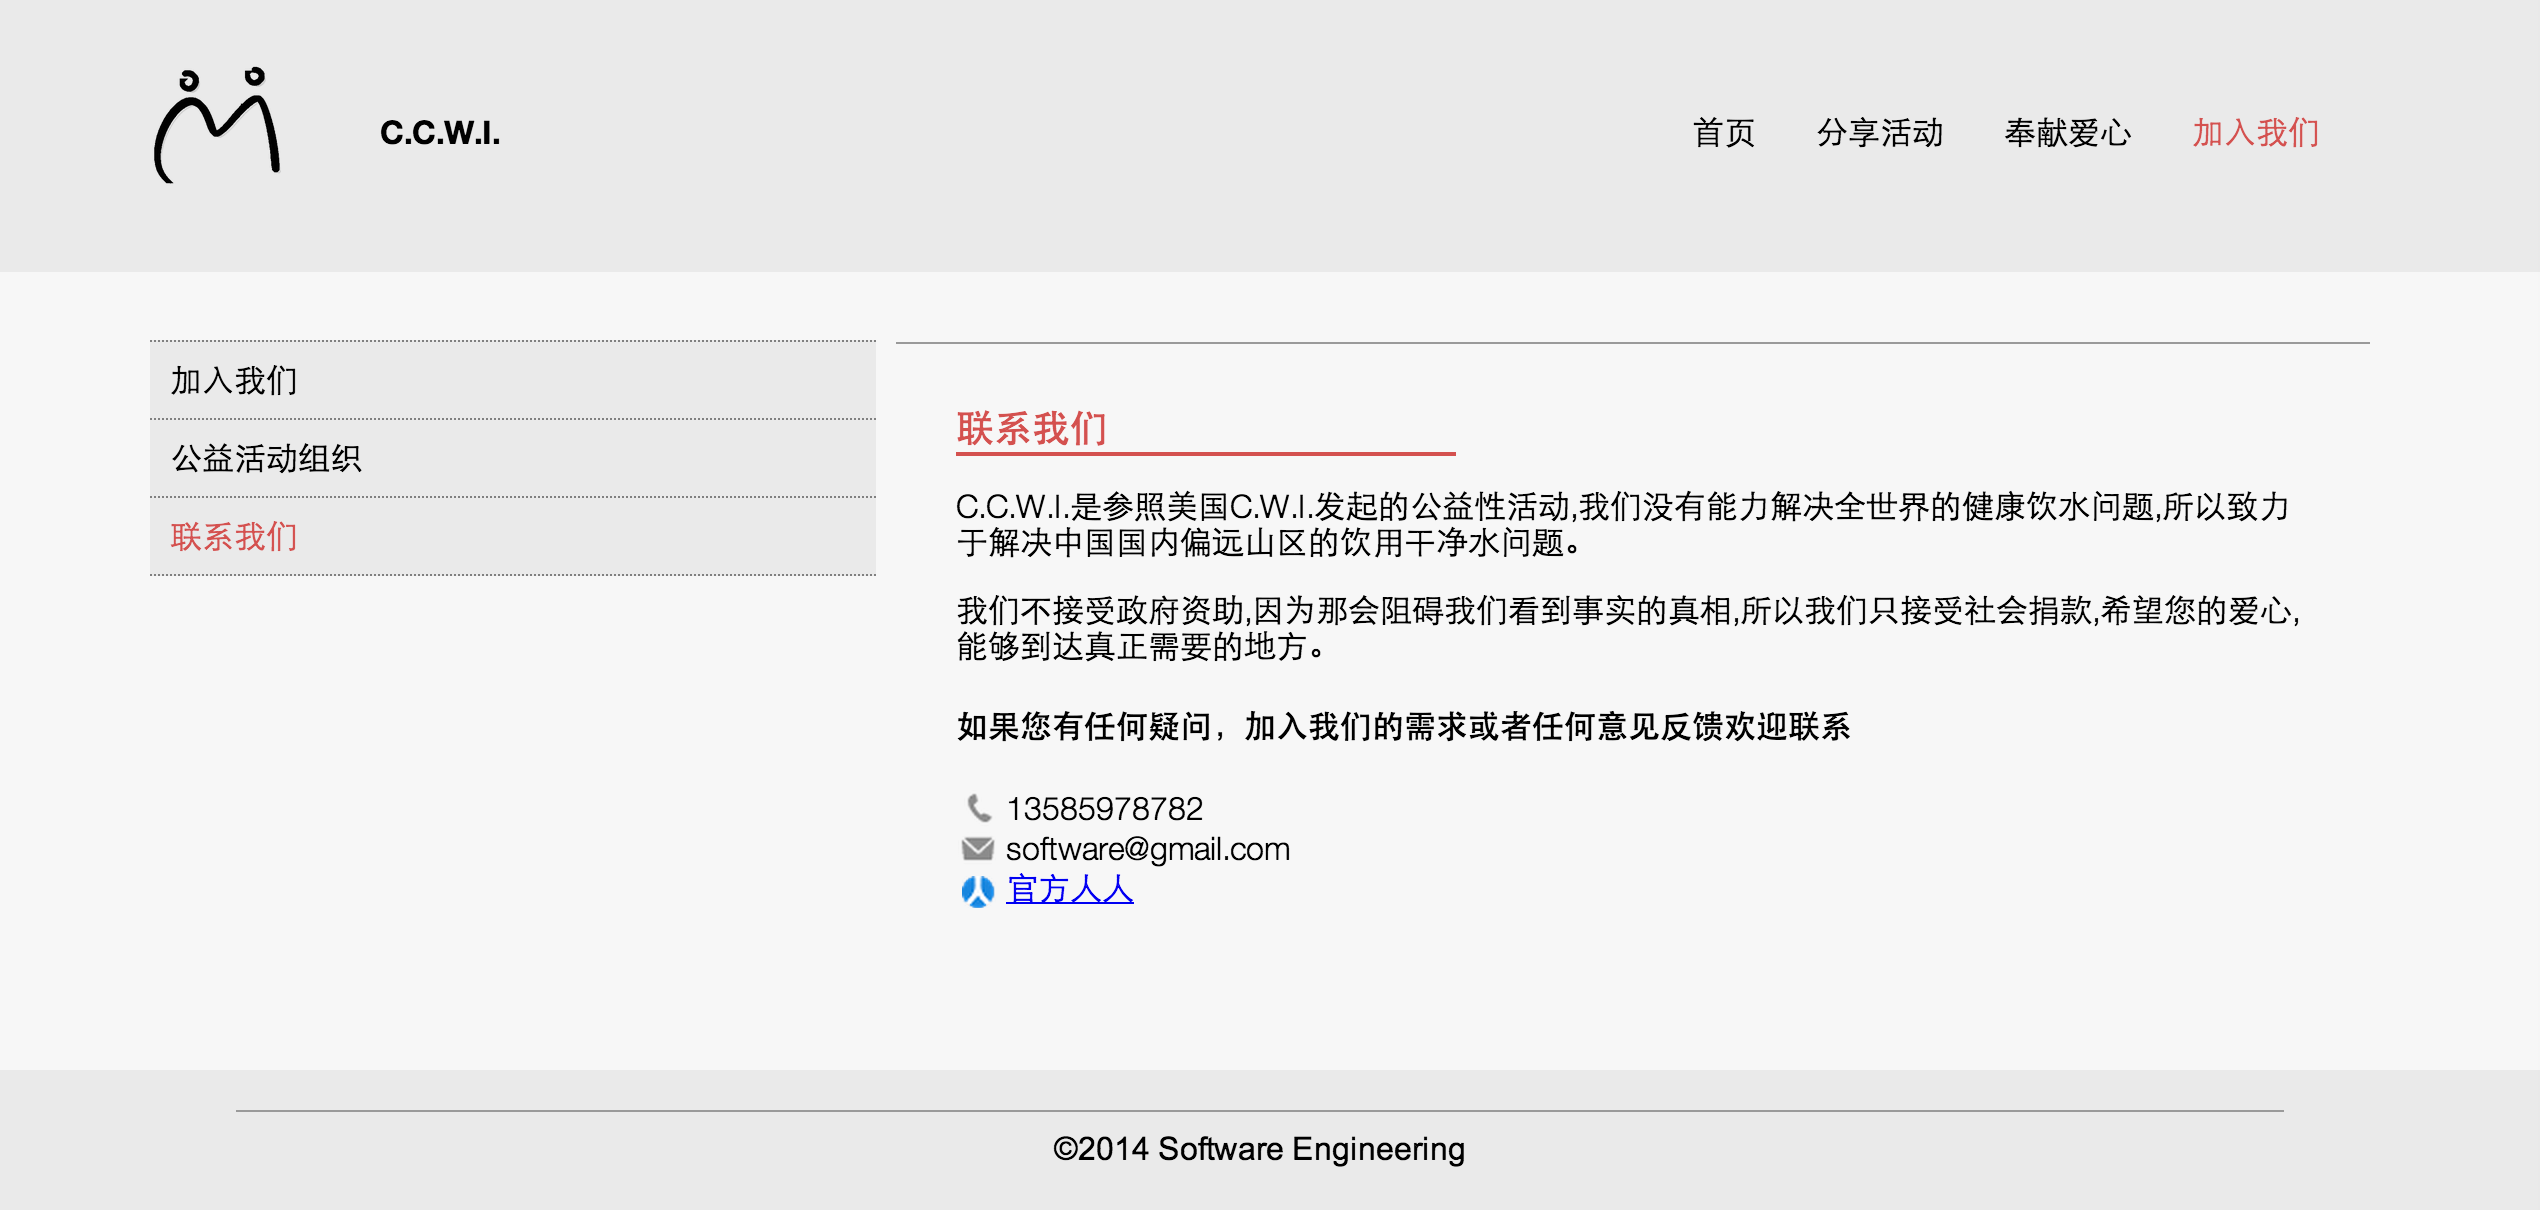 C.C.W.I.
首页 分享活动 奉献爱心 加入我们
加入我们
公益活动组织
联系我们
联系我们
C.C.W.I.是参照美国C.W.I.发起的公益性活动,我们没有能力解决全世界的健康饮水问题,所以致力
于解决中国国内偏远山区的饮用干净水问题。
我们不接受政府资助,因为那会阻碍我们看到事实的真相,所以我们只接受社会捐款,希望您的爱心,
能够到达真正需要的地方。
如果您有任何疑问，加入我们的需求或者任何意见反馈欢迎联系
13585978782
software@gmail.com
官方人人
©2014 Software Engineering